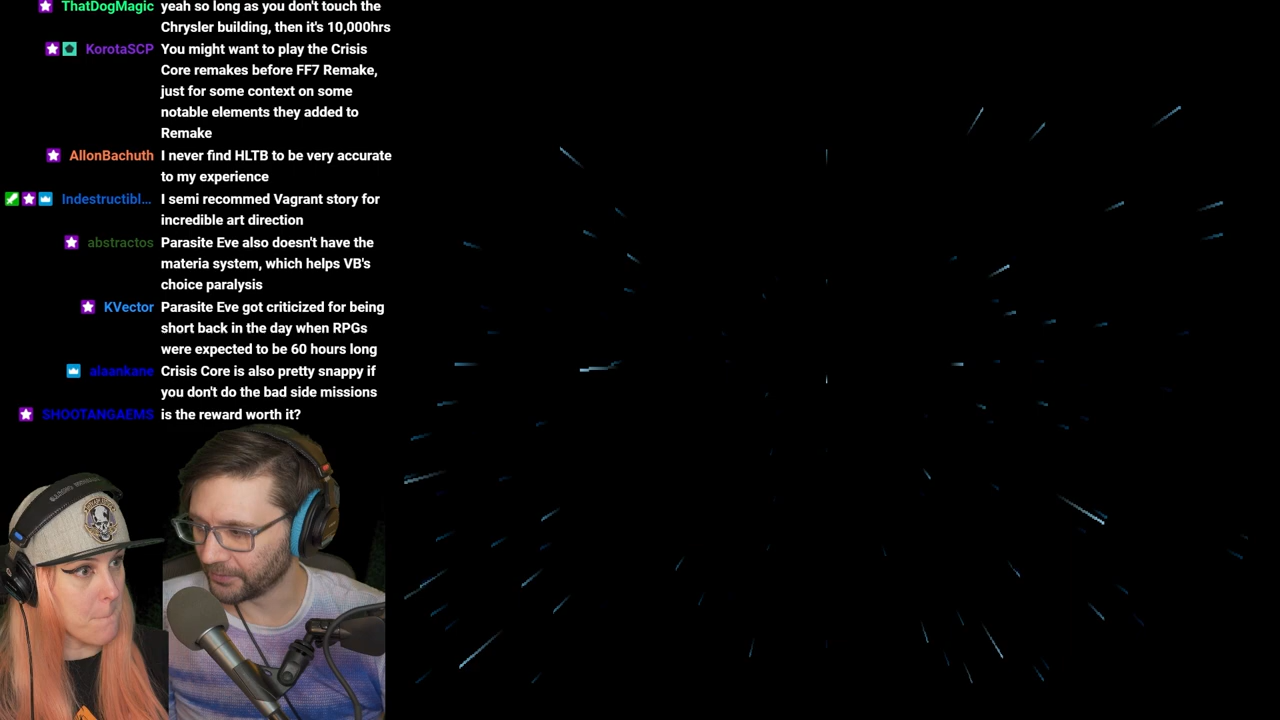 ThatDogMagic yeah so long as you don't touch the
Chrysler building, then it's 10,000hrs
KorotaSCP You might want to play the Crisis
Core remakes before FF7 Remake,
just for some context on some
notable elements they added to
Remake
AllonBachuth I never find HLTB to be very accurate
to my experience
Indestructibl... I semi recommed Vagrant story for
incredible art direction
abstractos Parasite Eve also doesn't have the
materia system, which helps VB's
choice paralysis
KVector Parasite Eve got criticized for being
short back in the day when RPGs
were expected to be 60 hours long
alaankane Crisis Core is also pretty snappy if
you don't do the bad side missions
SHOOTANGAEMS is the reward worth it?